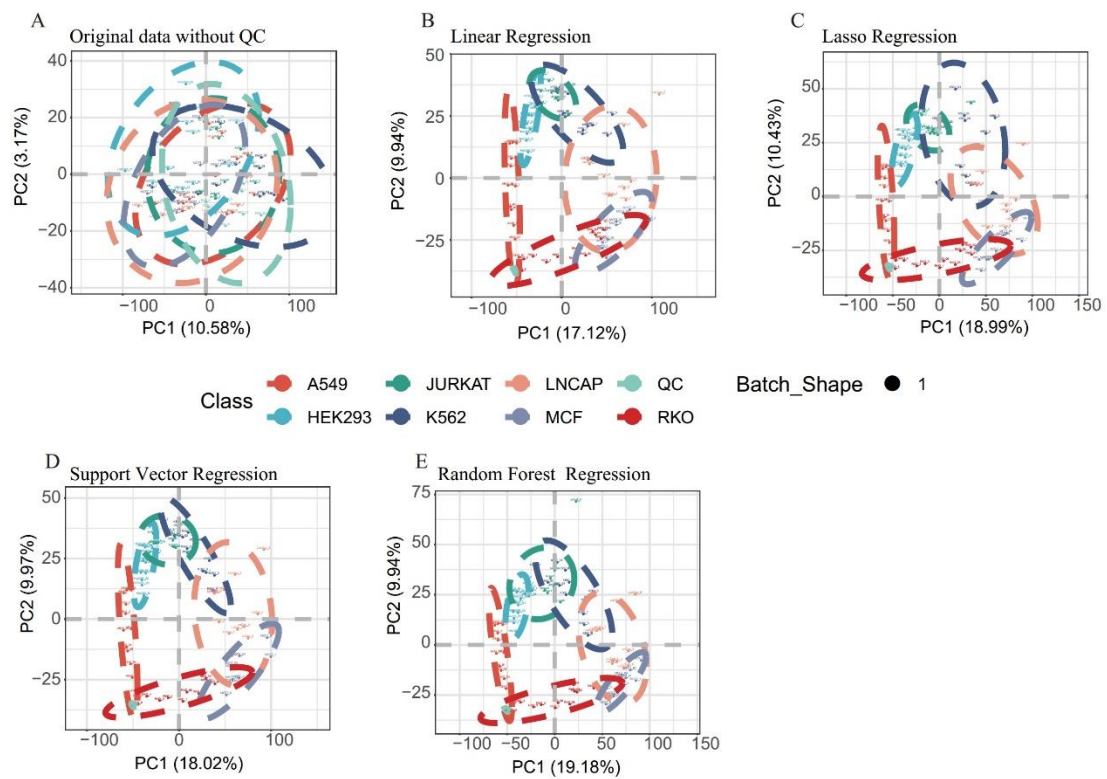 A
Original data without QC
40
20
0
−20
−40
PC2 (3.17%)
−100
0
100
PC1 (10.58%)
B
Linear Regression
50
25
0
−25
PC2 (9.94%)
−100
0
100
PC1 (17.12%)
C
Lasso Regression
50
25
0
−25
PC2 (10.43%)
−100
−50
0
50
100
150
PC1 (18.99%)
Class
A549
JURKAT
LNCAP
QC
HEK293
K562
MCF
RKO
Batch_Shape
1
D
Support Vector Regression
50
25
0
−25
PC2 (9.97%)
−100
0
100
PC1 (18.02%)
E
Random Forest Regression
75
50
25
0
−25
PC2 (9.94%)
−100
−50
0
50
100
150
PC1 (19.18%)